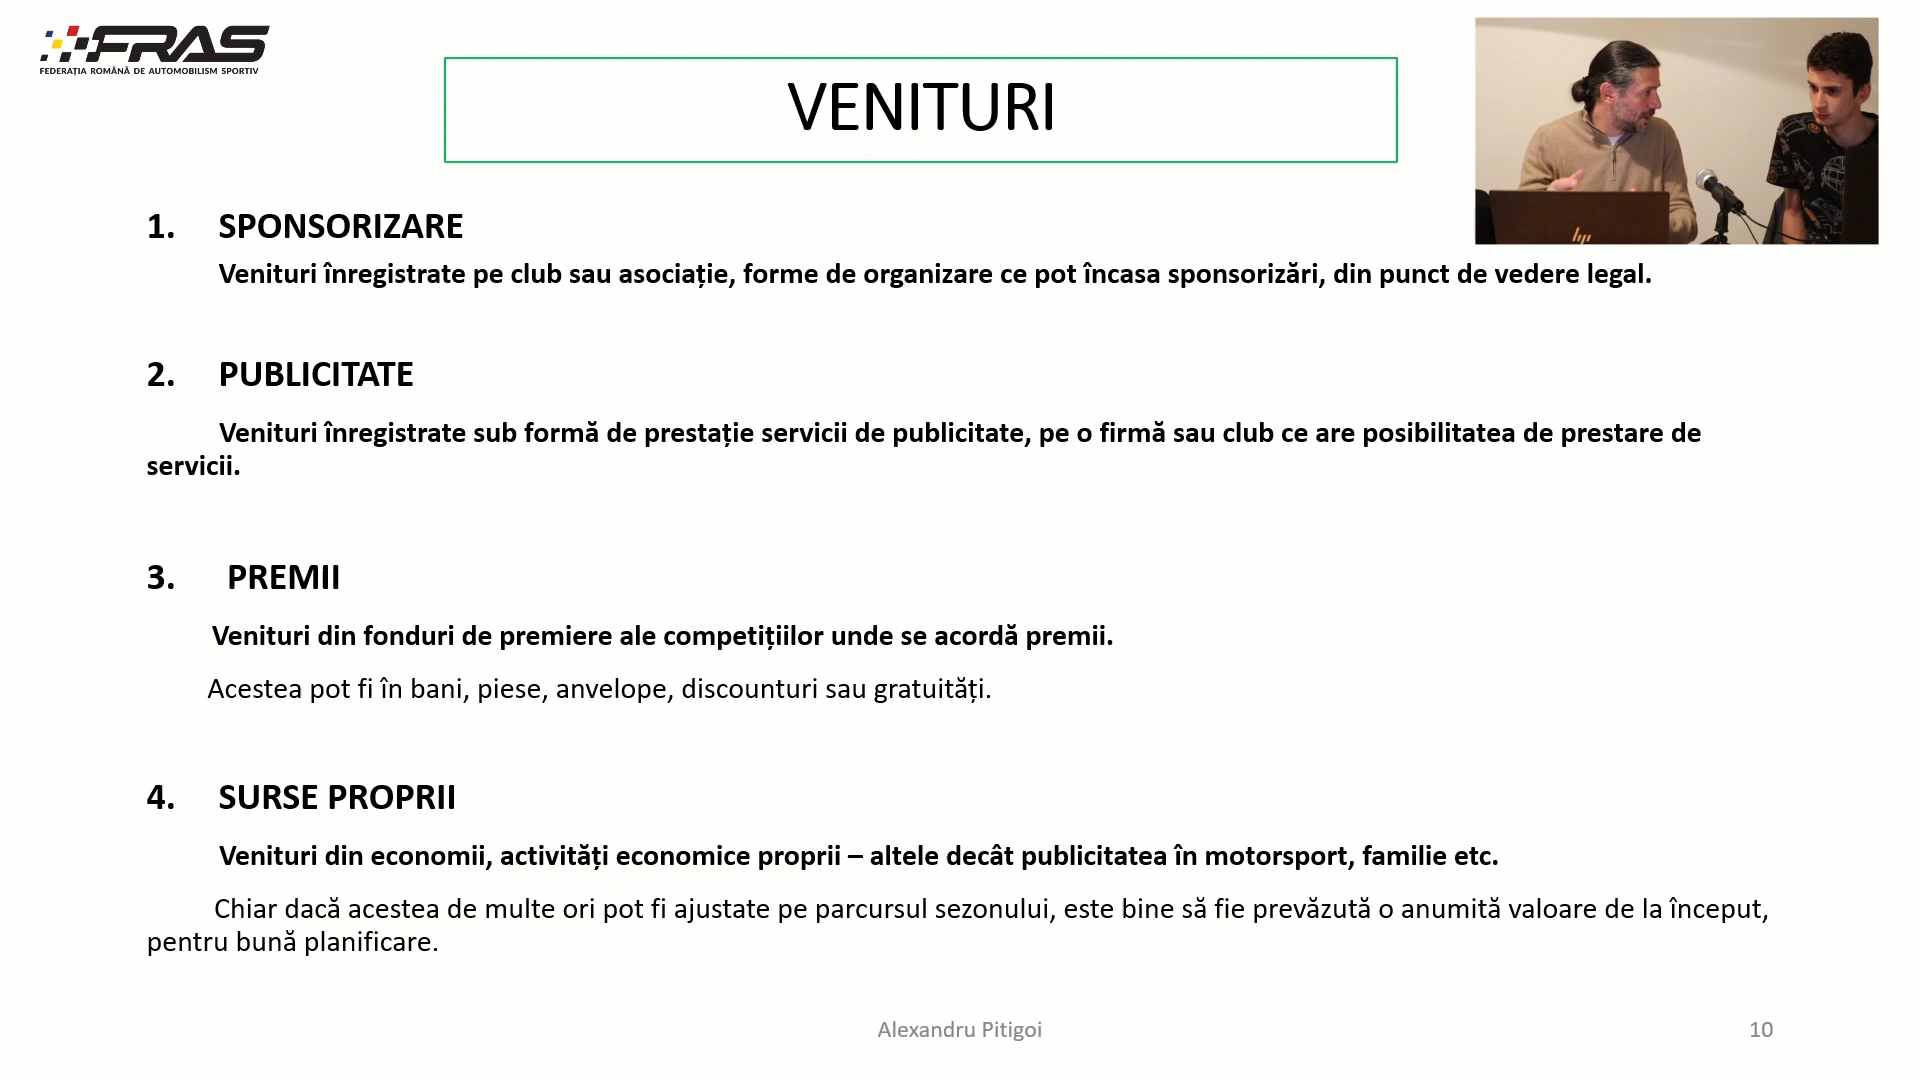 FRAS
FEDERAȚIA ROMÂNĂ DE AUTOMOBILISM SPORTIV
VENITURI
1. SPONSORIZARE
Venituri înregistrate pe club sau asociație, forme de organizare ce pot încasa sponsorizări, din punct de vedere legal.
2. PUBLICITATE
Venituri înregistrate sub formă de prestație servicii de publicitate, pe o firmă sau club ce are posibilitatea de prestare de
servicii.
3. PREMII
Venituri din fonduri de premiere ale competițiilor unde se acordă premii.
Acestea pot fi în bani, piese, anvelope, discounturi sau gratuități.
4. SURSE PROPRII
Venituri din economii, activități economice proprii – altele decât publicitatea în motorsport, familie etc.
Chiar dacă acestea de multe ori pot fi ajustate pe parcursul sezonului, este bine să fie prevăzută o anumită valoare de la început,
pentru bună planificare.
Alexandru Pitigoi
10
hp